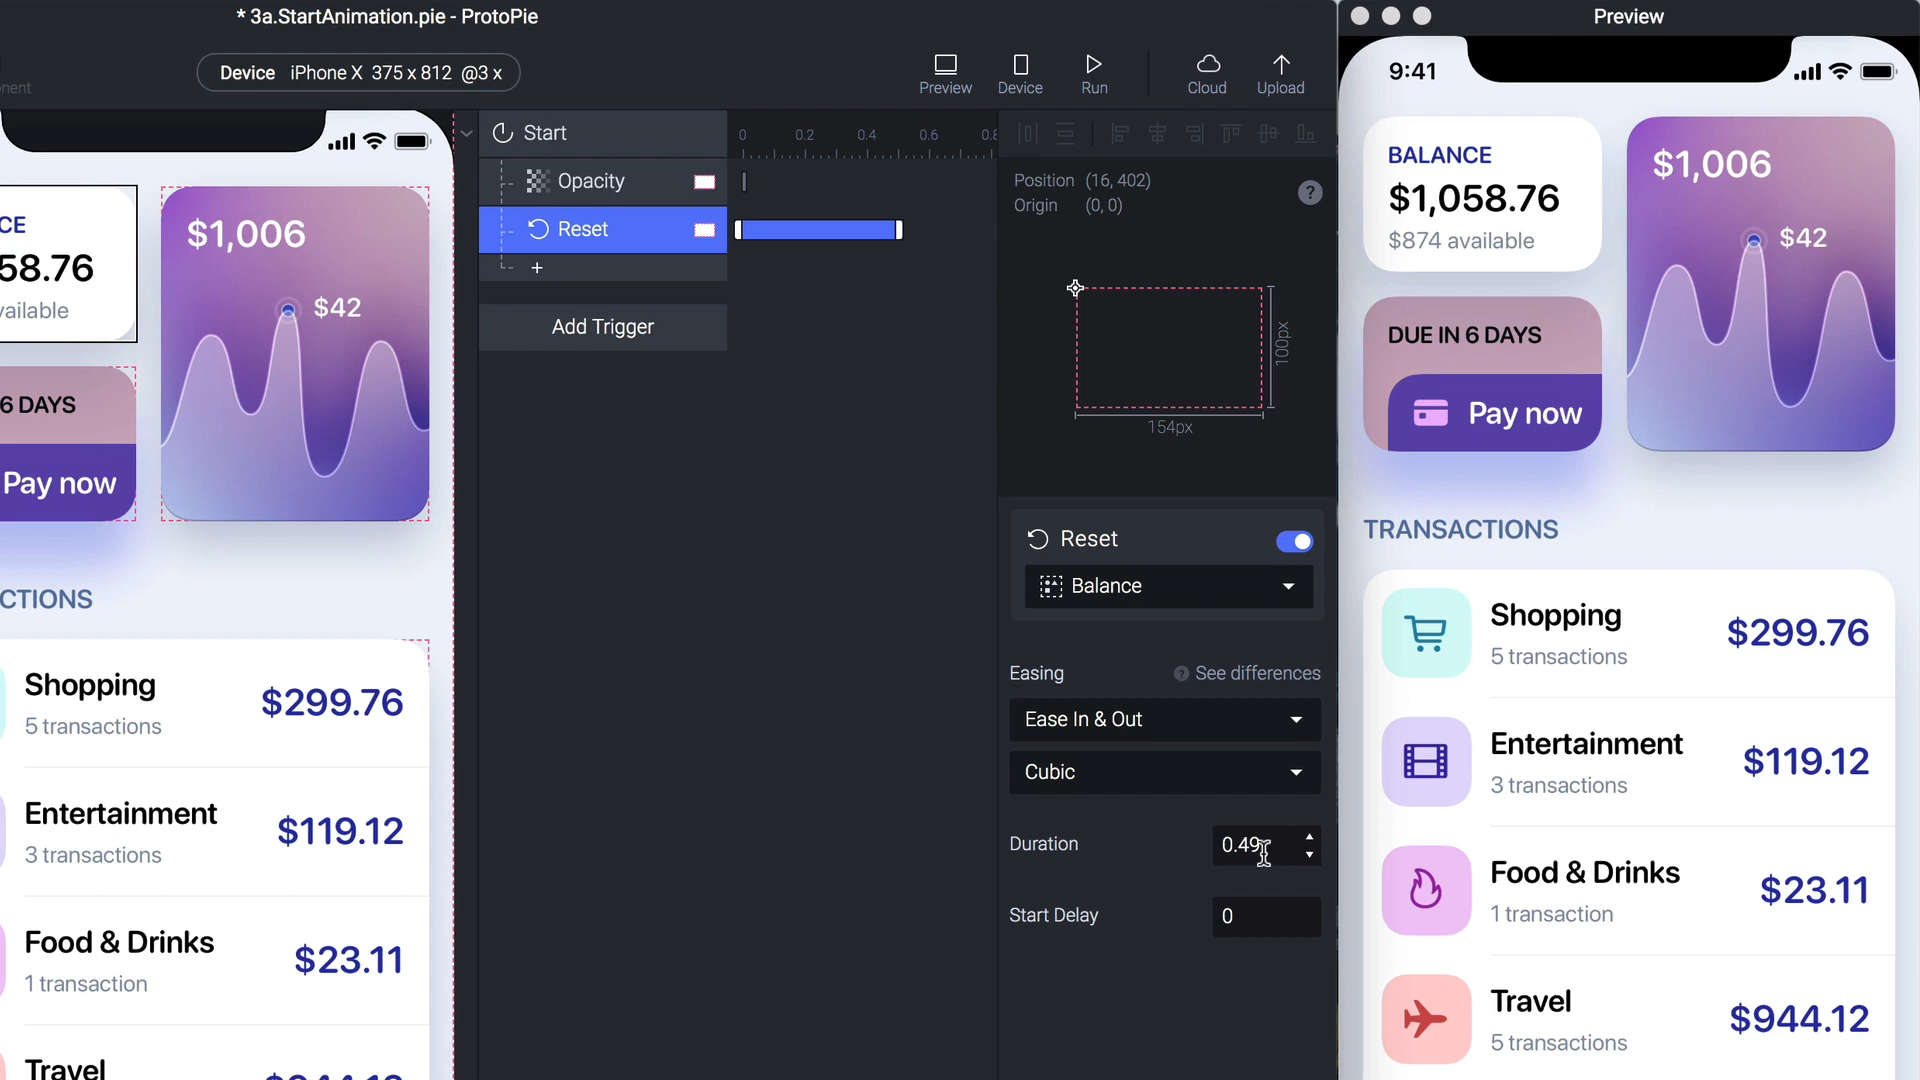 * 3a.StartAnimation.pie - ProtoPie
Preview
nent
Device iPhone X 375 x 812 @3 x
Preview
Device
Run
Cloud
Upload
Start
0 0.2 0.4 0.6 0.8
Opacity
Reset
+
Add Trigger
CE
58.76
vailable
$1,006
$42
6 DAYS
Pay now
CTIONS
Shopping
5 transactions
$299.76
Entertainment
3 transactions
$119.12
Food & Drinks
1 transaction
$23.11
Travel
Position (16, 402)
Origin (0, 0)
?
100px
154px
Reset
Balance
Easing
? See differences
Ease In & Out
Cubic
Duration
0.49
Start Delay
0
9:41
BALANCE
$1,058.76
$874 available
$1,006
$42
DUE IN 6 DAYS
Pay now
TRANSACTIONS
Shopping
5 transactions
$299.76
Entertainment
3 transactions
$119.12
Food & Drinks
1 transaction
$23.11
Travel
5 transactions
$944.12